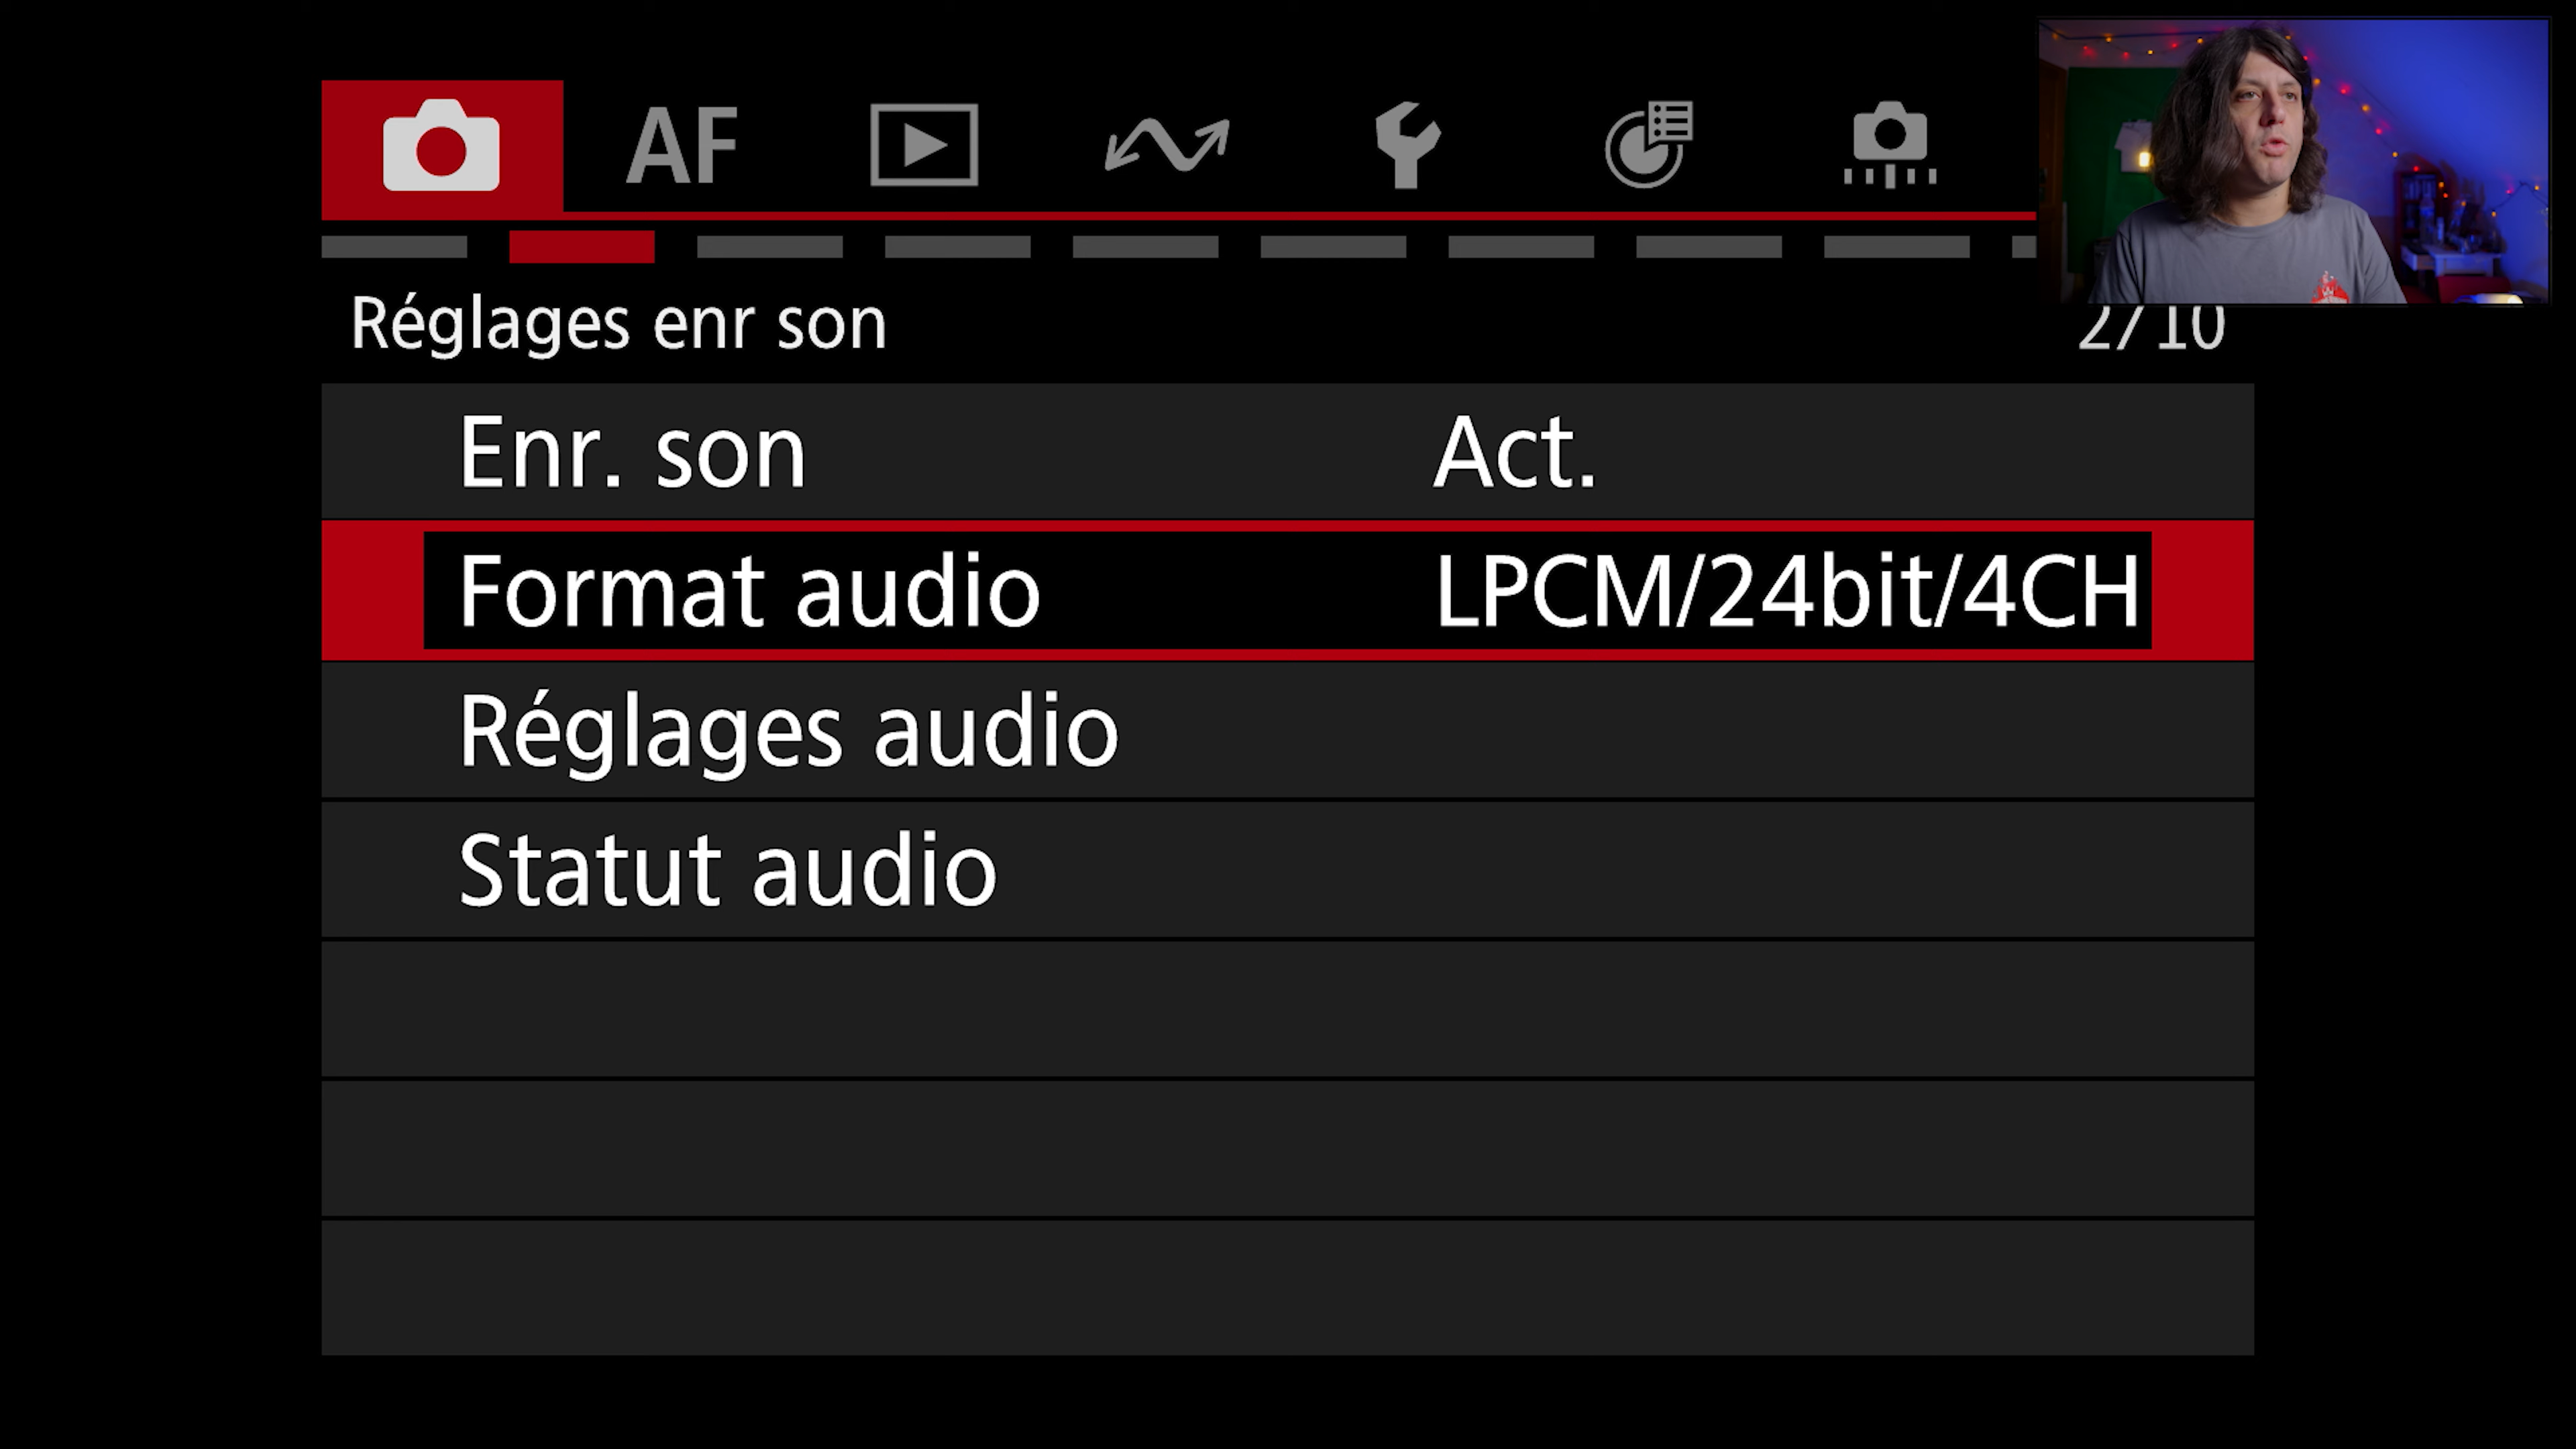 AF
Réglages enr son 2/10
Enr. son Act.
Format audio LPCM/24bit/4CH
Réglages audio
Statut audio